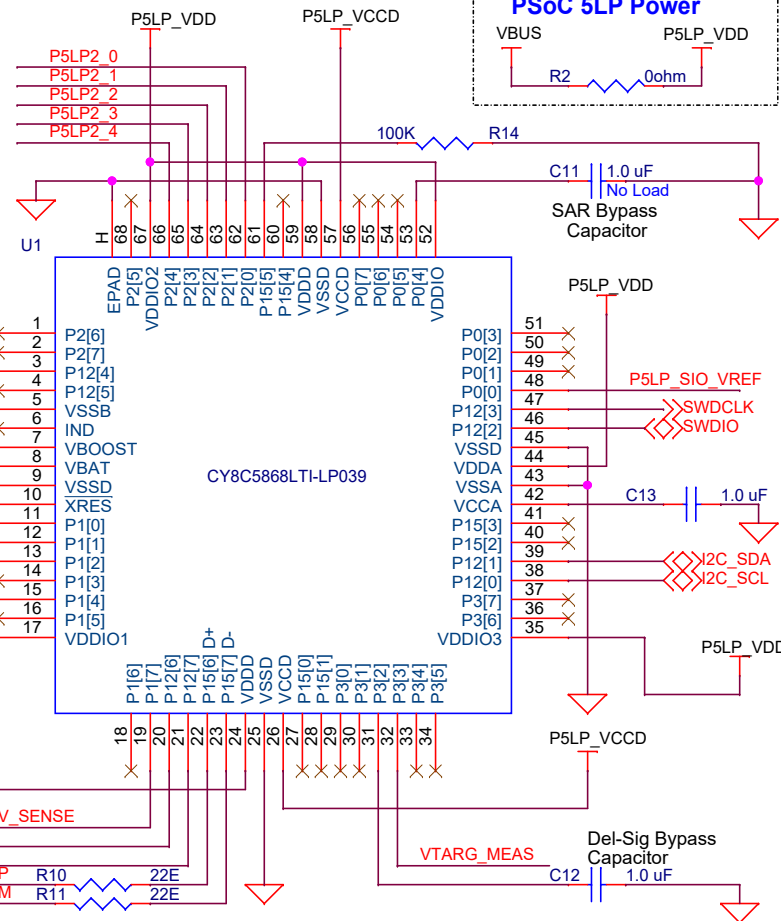 PSoC 5LP Power
P5LP_VDD
P5LP_VCCD
VBUS
P5LP_VDD
R2
0ohm
P5LP2_0
P5LP2_1
P5LP2_2
P5LP2_3
P5LP2_4
100K
R14
C11
1.0 uF
No Load
SAR Bypass
Capacitor
U1
H
68
67
66
65
64
63
62
61
60
59
58
57
56
55
54
53
52
EPAD
P2[5]
VDDIO2
P2[4]
P2[3]
P2[2]
P2[1]
P2[0]
P15[5]
P15[4]
VDDD
VSSD
VCCD
P0[7]
P0[6]
P0[5]
P0[4]
VDDIO
P5LP_VDD
1 P2[6]
2 P2[7]
3 P12[4]
4 P12[5]
5 VSSB
6 IND
7 VBOOST
8 VBAT
9 VSSD
10 XRES
11 P1[0]
12 P1[1]
13 P1[2]
14 P1[3]
15 P1[4]
16 P1[5]
17 VDDIO1
CY8C5868LTI-LP039
P0[3] 51
P0[2] 50
P0[1] 49
P0[0] 48 P5LP_SIO_VREF
P12[3] 47 SWDCLK
P12[2] 46 SWDIO
VSSD 45
VDDA 44
VSSA 43
VCCA 42 C13 1.0 uF
P15[3] 41
P15[2] 40
P12[1] 39 I2C_SDA
P12[0] 38 I2C_SCL
P3[7] 37
P3[6] 36
VDDIO3 35
P5LP_VDD
P1[6]
P1[7]
P12[6]
P12[7]
P15[6] D+
P15[7] D-
VDDD
VSSD
VCCD
P15[0]
P15[1]
P3[0]
P3[1]
P3[2]
P3[3]
P3[4]
P3[5]
18
19
20
21
22
23
24
25
26
27
28
29
30
31
32
33
34
P5LP_VCCD
V_SENSE
VTARG_MEAS
Del-Sig Bypass
Capacitor
C12
1.0 uF
P R10 22E
M R11 22E